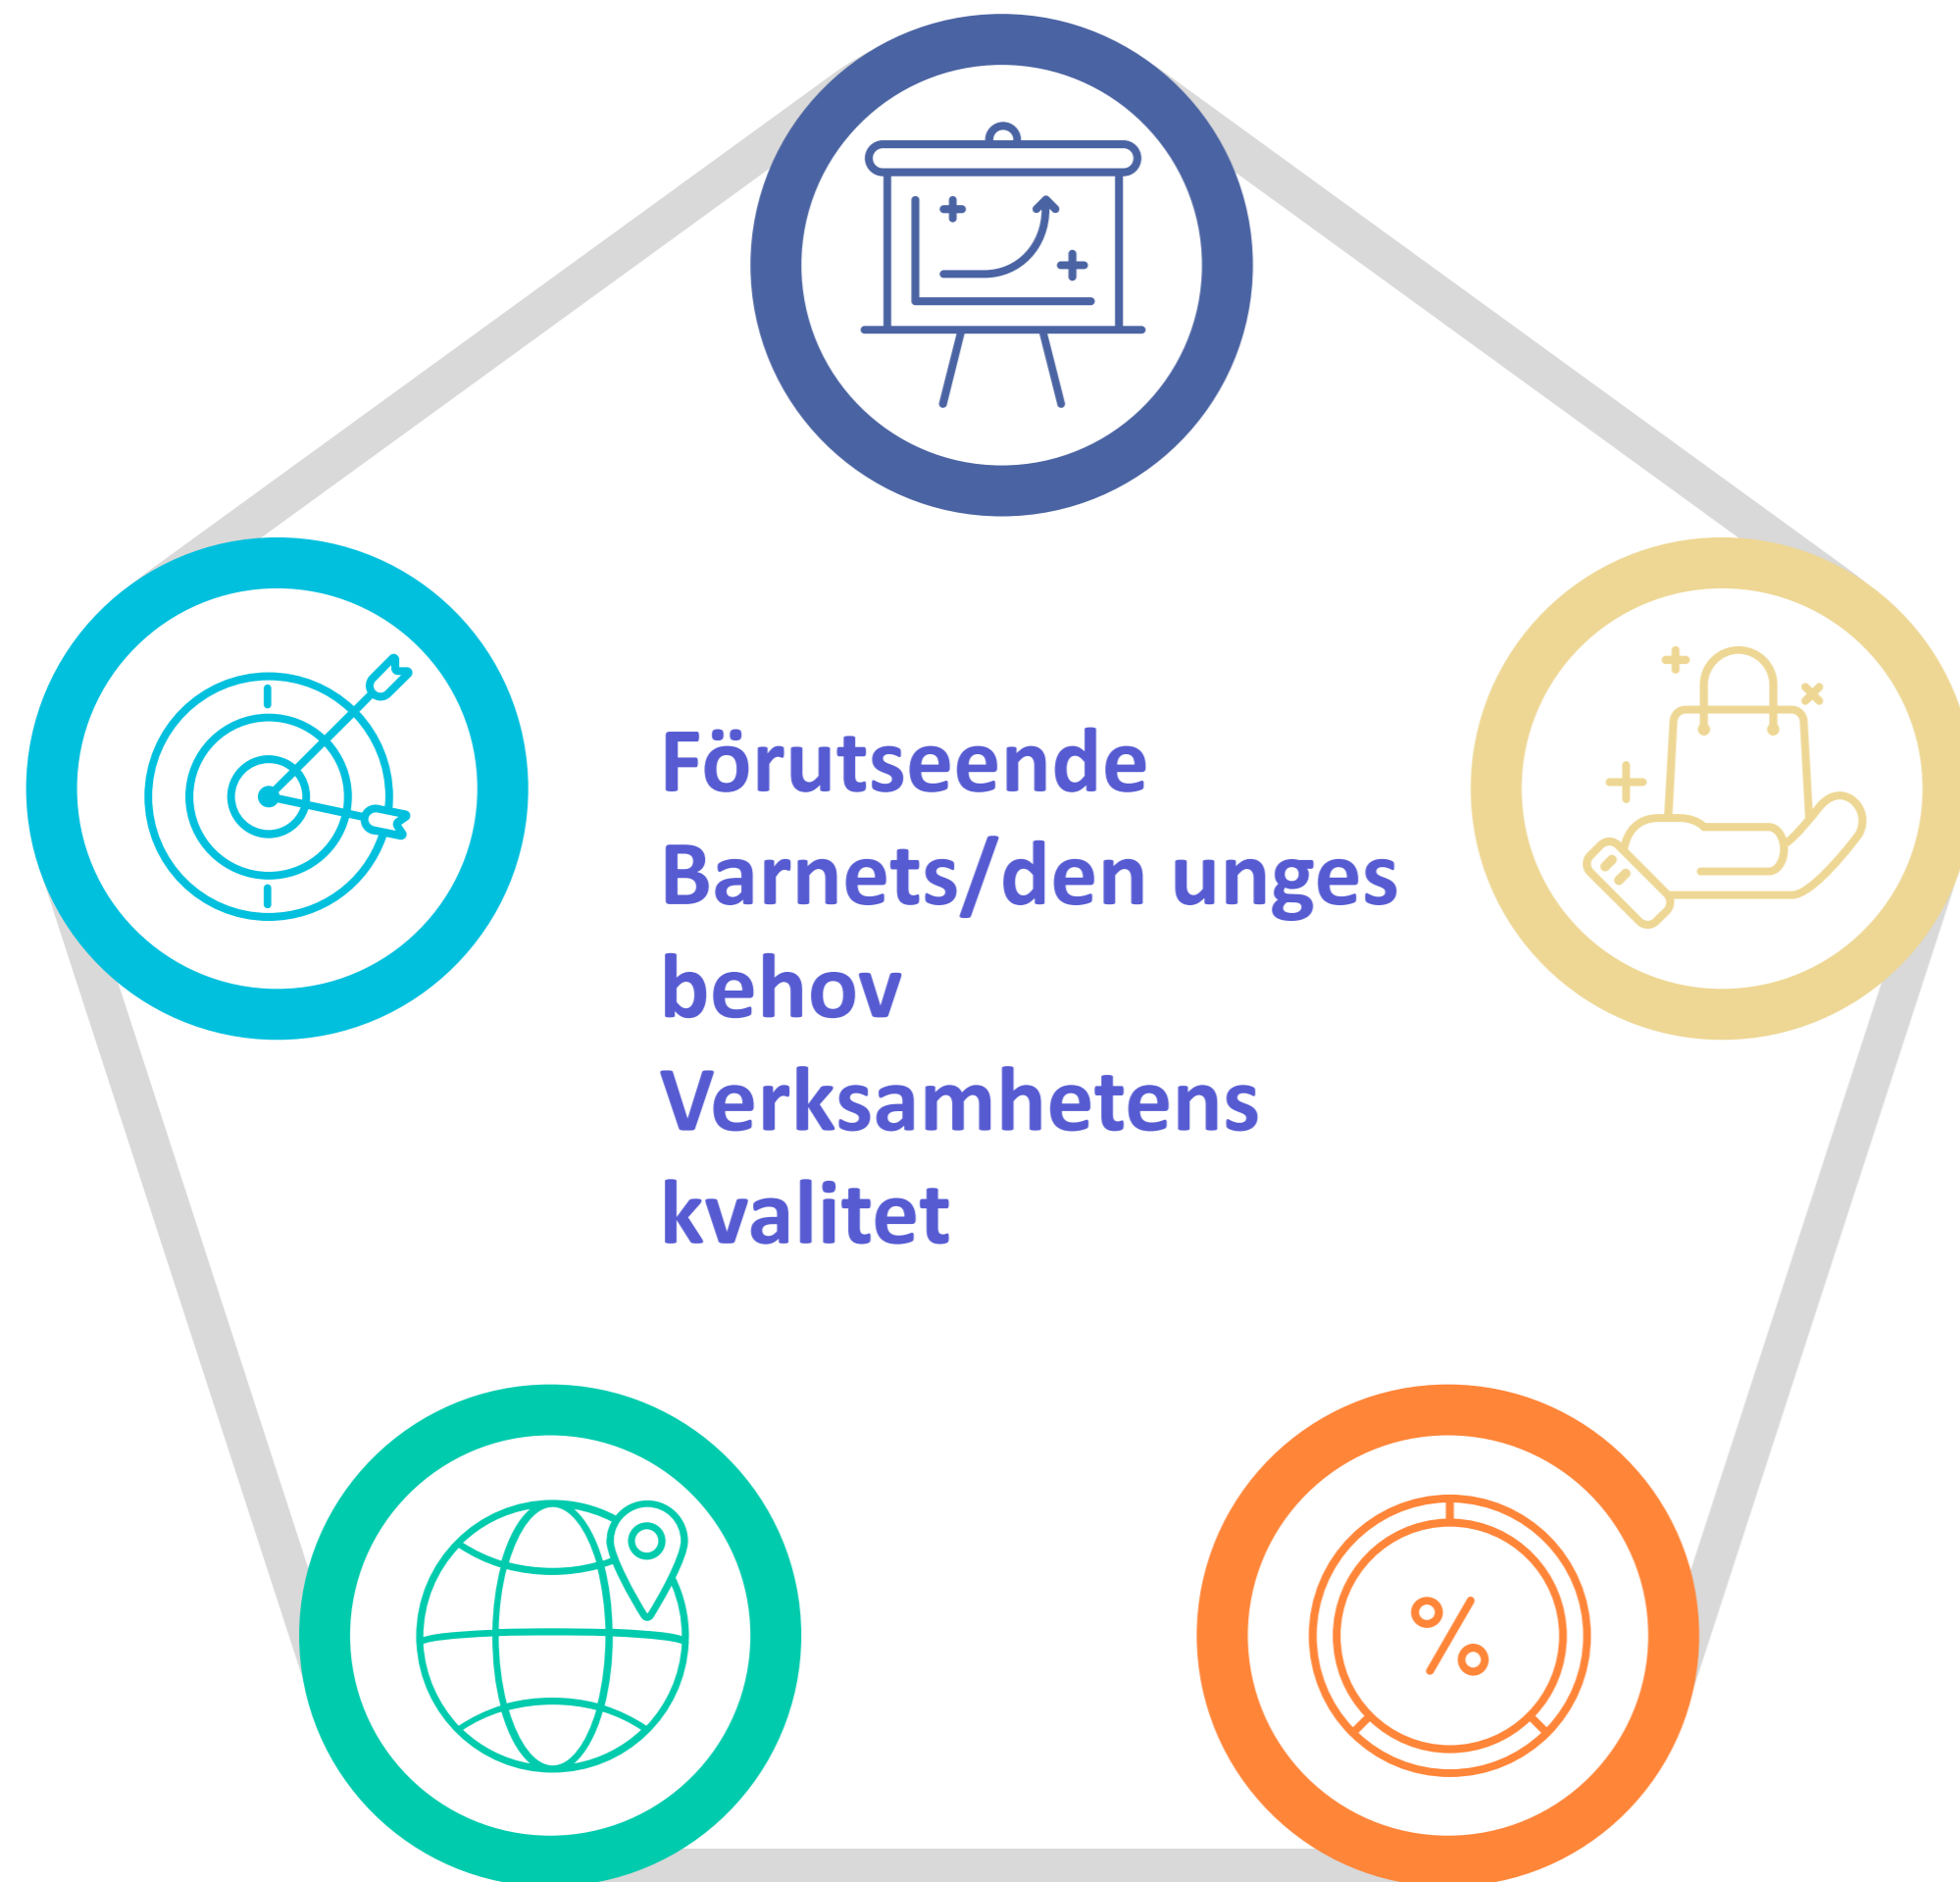 Förutseende
Barnets/den unges
behov
Verksamhetens
kvalitet